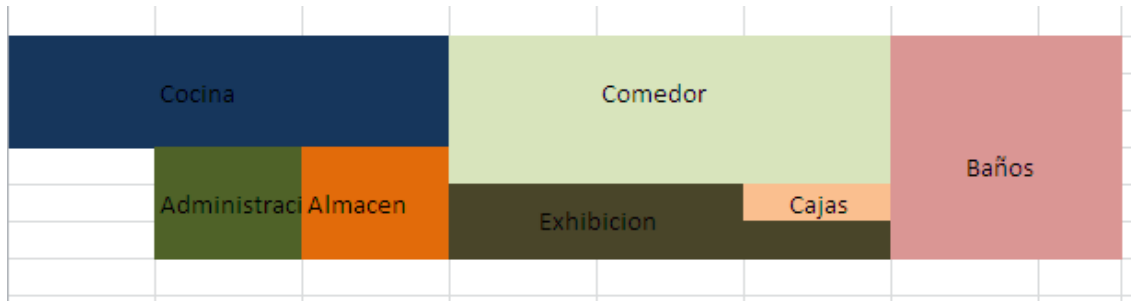 Cocina
Comedor
Baños
Administraci
Almacen
Cajas
Exhibicion